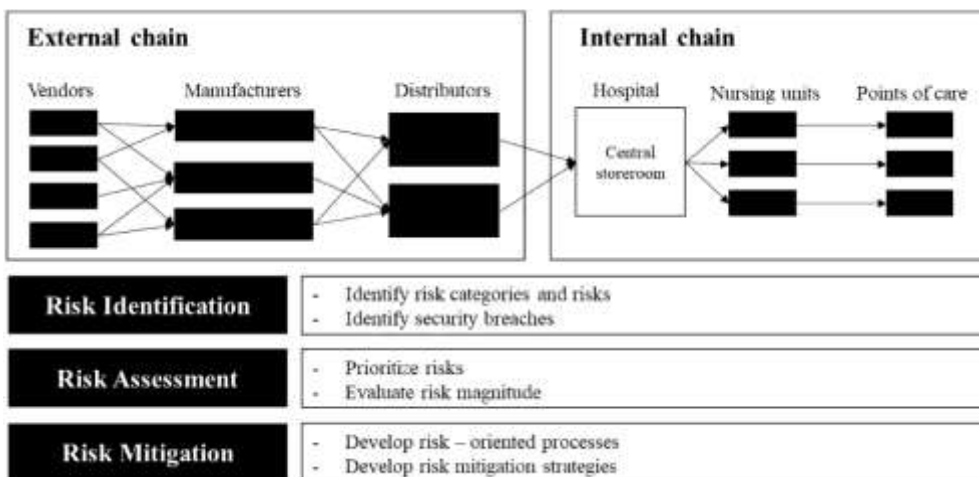 External chain
Internal chain
Vendors
Manufacturers
Distributors
Hospital
Nursing units
Points of care
Central
storeroom
Risk Identification
- Identify risk categories and risks
- Identify security breaches
Risk Assessment
- Prioritize risks
- Evaluate risk magnitude
Risk Mitigation
- Develop risk – oriented processes
- Develop risk mitigation strategies